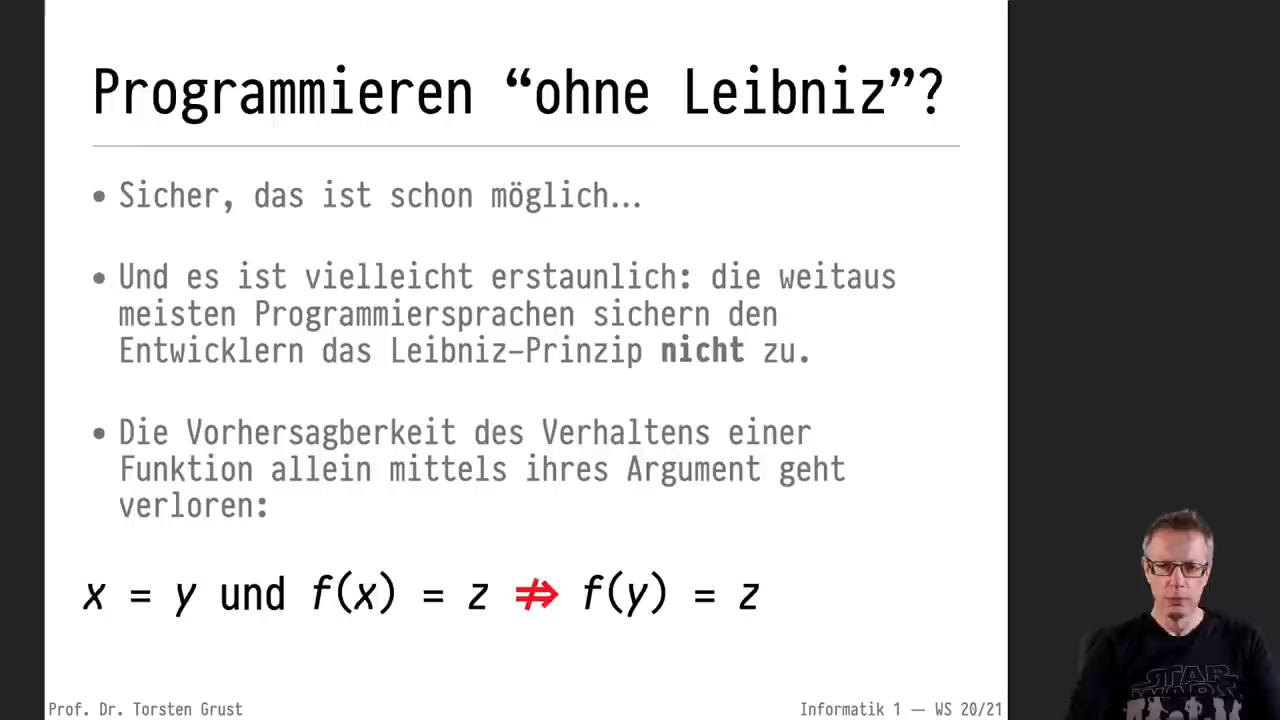 Programmieren “ohne Leibniz”?
• Sicher, das ist schon möglich…
• Und es ist vielleicht erstaunlich: die weitaus
meisten Programmiersprachen sichern den
Entwicklern das Leibniz–Prinzip nicht zu.
• Die Vorhersagberkeit des Verhaltens einer
Funktion allein mittels ihres Argument geht
verloren:
x = y und f(x) = z ⇏ f(y) = z
STAR
WARS
Prof. Dr. Torsten Grust
Informatik 1 — WS 20/21